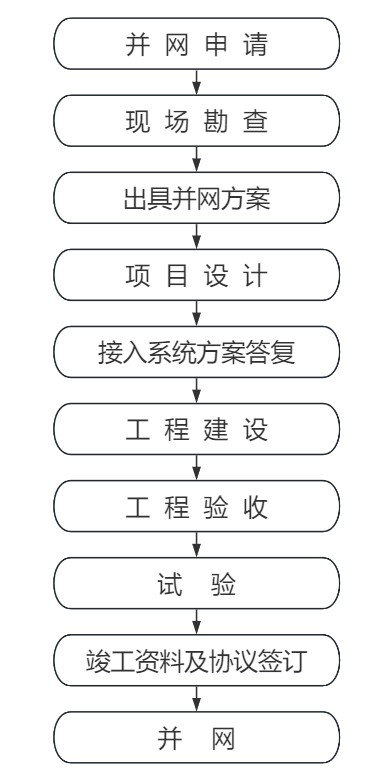 并网申请
现场勘查
出具并网方案
项目设计
接入系统方案答复
工程建设
工程验收
试验
竣工资料及协议签订
并网